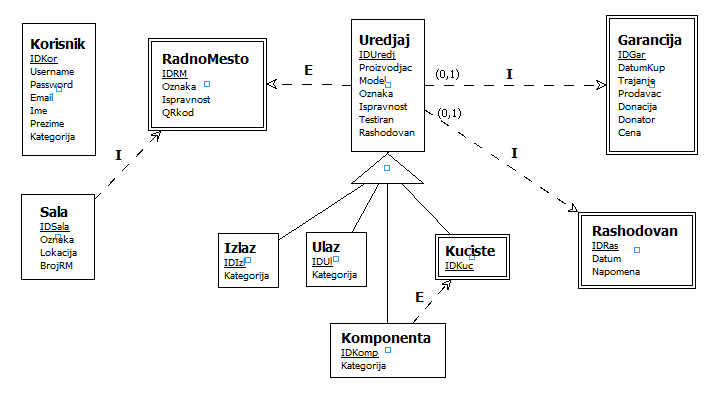 Korisnik
IDKor
Username
Password
Email
Ime
Prezime
Kategorija
RadnoMesto
IDRM
Oznaka
Ispravnost
QRkod
E
Uredjaj
IDUredj
Proizvodjac
Model
Oznaka
Ispravnost
Testiran
Rashodovan
(0,1)
I
(0,1)
Garancija
IDGar
DatumKup
Trajanje
Prodavac
Donacija
Donator
Cena
I
I
Sala
IDSala
Oznaka
Lokacija
BrojRM
Izlaz
IDIzl
Kategorija
Ulaz
IDUl
Kategorija
Kuciste
IDKuc
Rashodovan
IDRas
Datum
Napomena
E
Komponenta
IDKomp
Kategorija